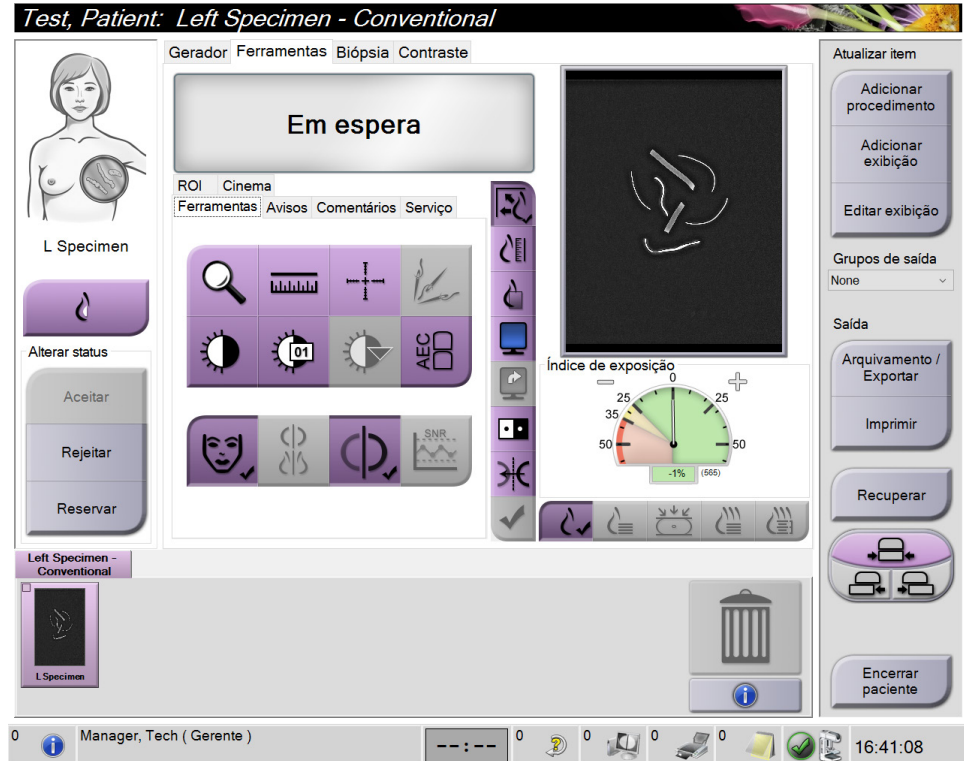 Test, Patient: Left Specimen - Conventional
L Specimen
Alterar status
Aceitar
Rejeitar
Reservar
Gerador Ferramentas Biópsia Contraste
Em espera
ROI Cinema
Ferramentas Avisos Comentários Serviço
01
AEC
SNR
Índice de exposição
0
25 25
35
50 50
-1% (565)
Atualizar item
Adicionar
procedimento
Adicionar
exibição
Editar exibição
Grupos de saída
None
Saída
Arquivamento /
Exportar
Imprimir
Recuperar
Encerrar
paciente
Left Specimen -
Conventional
L Specimen
0 Manager, Tech ( Gerente ) --:-- 0 0 0 0 16:41:08